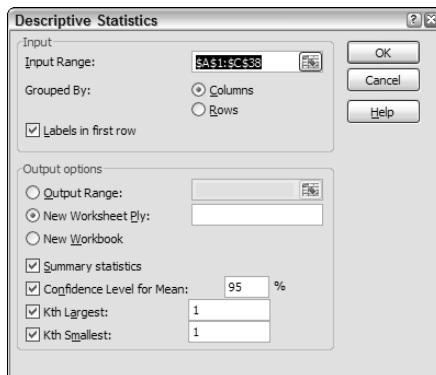 Descriptive Statistics
Input
Input Range: $A$1:$C$38
Grouped By: Columns
Rows
Labels in first row
OK
Cancel
Help
Output options
Output Range:
New Worksheet Ply:
New Workbook
Summary statistics
Confidence Level for Mean: 95 %
Kth Largest: 1
Kth Smallest: 1